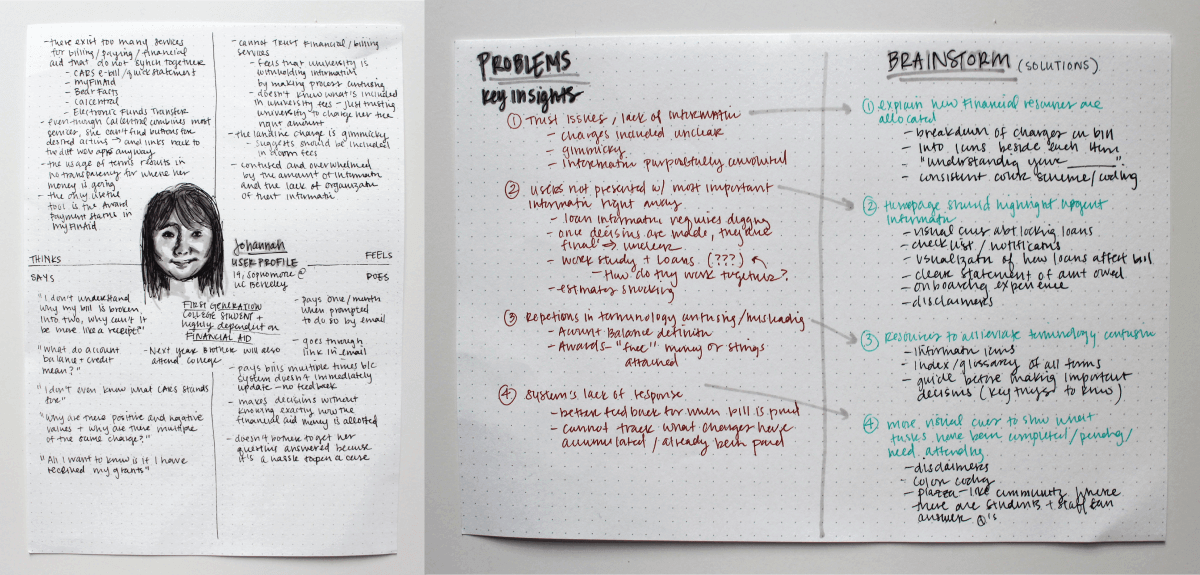 - there exist too many services
for billing / paying / financial
aid that do not synch together
- CARS e-bill / quickstatement
- myFinAid
- BearFacts
- Calcentral
- Electronic Funds Transfer
- even though Calcentral combines most
services, she can't find buttons for
desired actions → and links back to
the diff web apps anyway
- the usage of terms results in
no transparency for where her
money is going
- the only useful
tool is the Award
payment status in
myFinAid
THINKS
- cannot TRUST Financial / billing
services
- feels that university is
withholding information
by making process confusing
- doesn't know what's included
in university fees - just trusting
university to charge her the
right amount
- the landline charge is gimmicky
- suggests should be included
in room fees
- confused and overwhelmed
by the amount of information
and the lack of organization
of that information
FEELS
Johannah
USER PROFILE
19, sophomore @
UC Berkeley
FIRST GENERATION
COLLEGE STUDENT +
highly dependent on
FINANCIAL AID
- Next year brother will also
attend college
SAYS
"I don't understand
why my bill is broken
into two, why can't it
be more like a receipt"
"What do account
balance + credit
mean?"
"I don't even know what CARS stands
for"
"Why are there positive and negative
values + why are there multiple
of the same charge?"
"All I want to know is if I have
received my grants"
DOES
- pays one / month
when prompted
to do so by email
- goes through
link in email
- pays bills multiple times b/c
system doesn't immediately
update - no feedback
- makes decisions without
knowing exactly how the
financial aid money is allotted
- doesn't bother to get her
questions answered because
it's a hassle to open a case
PROBLEMS
key Insights
① Trust issues / lack of information
- charges included unclear
- gimmicky
- information purposefully convoluted
② users not presented w/ most important
information right away
- loan information requires digging
- once decisions are made, they are
final → unclear
- work study + loans (???)
- How do they work together?
- estimates shocking
③ Repetions in terminology confusing / misleading
- Account Balance definition
- Awards - "free" money or strings
attached
④ System's lack of response
- better feedback for when bill is paid
- cannot track what charges have
accumulated / already been paid
BRAINSTORM (SOLUTIONS)
① explain how financial resources are
allocated
- breakdown of charges on bill
- info icons beside each item
- "understanding your ______"
- consistent color scheme / coding
② homepage should highlight urgent
information
- visual cues abt locking loans
- checklist / notifications
- visualization of how loans affect bill
- clear statement of amt owed
- onboarding experience
- disclaimers
③ Resources to alleviate terminology confusion
- information icons
- index / glossary of all terms
- guide before making important
decisions (key things to know)
④ more visual cues to show what
tasks have been completed / pending /
need attending
- disclaimers
- color coding
- piazza-like community where
there are students + staff can
answer Q's